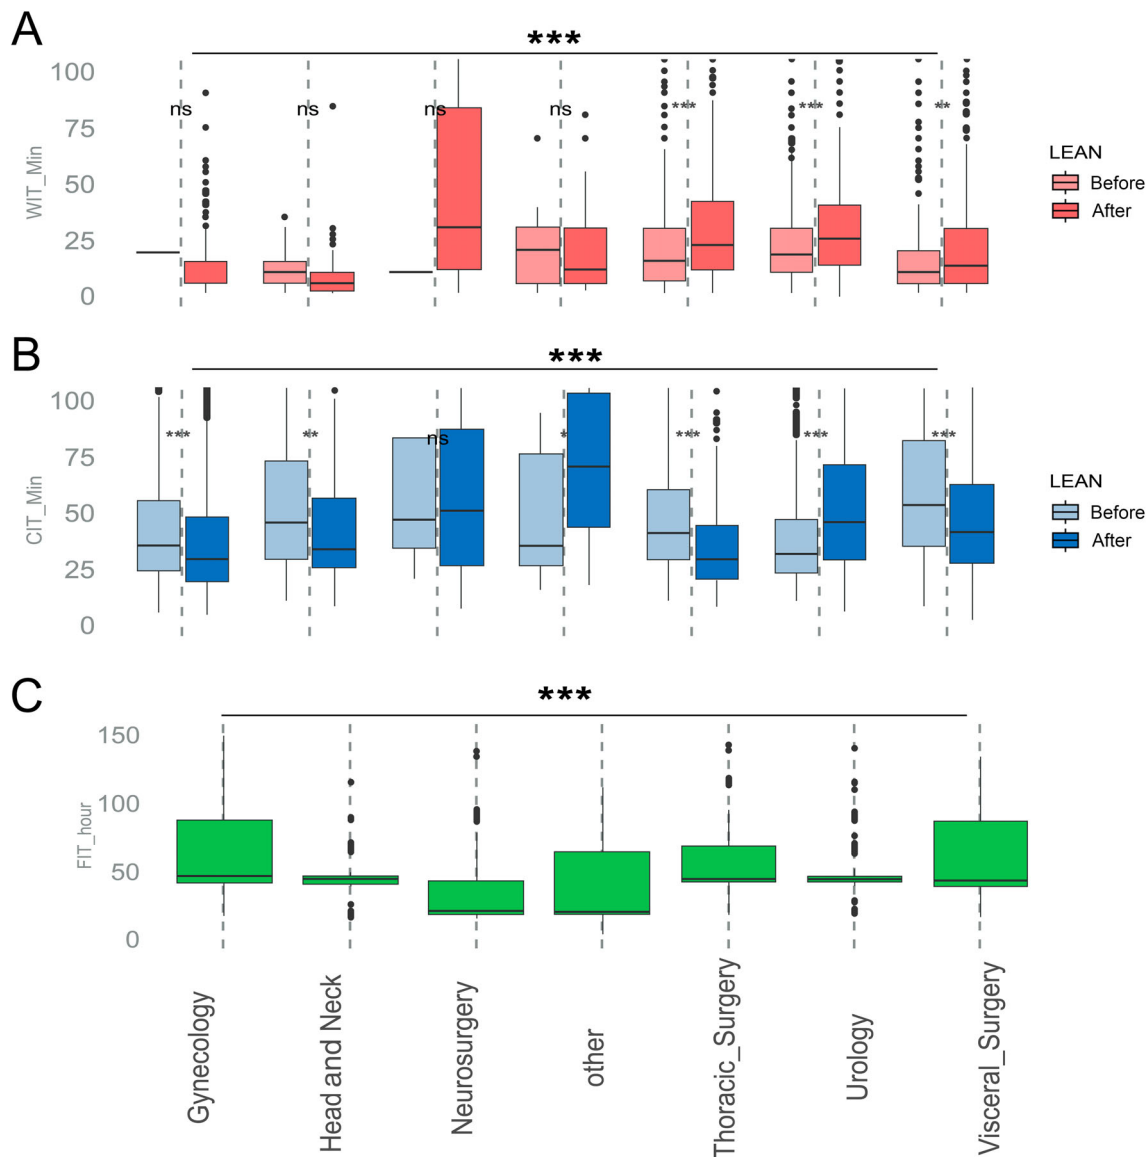 A
***
100
75
50
25
0
WIT_Min
ns
ns
ns
ns
***
***
**
LEAN
Before
After
B
***
100
75
50
25
0
CIT_Min
***
**
ns
*
***
***
***
LEAN
Before
After
C
***
150
100
50
0
FIT_hour
Gynecology
Head and Neck
Neurosurgery
other
Thoracic_Surgery
Urology
Visceral_Surgery